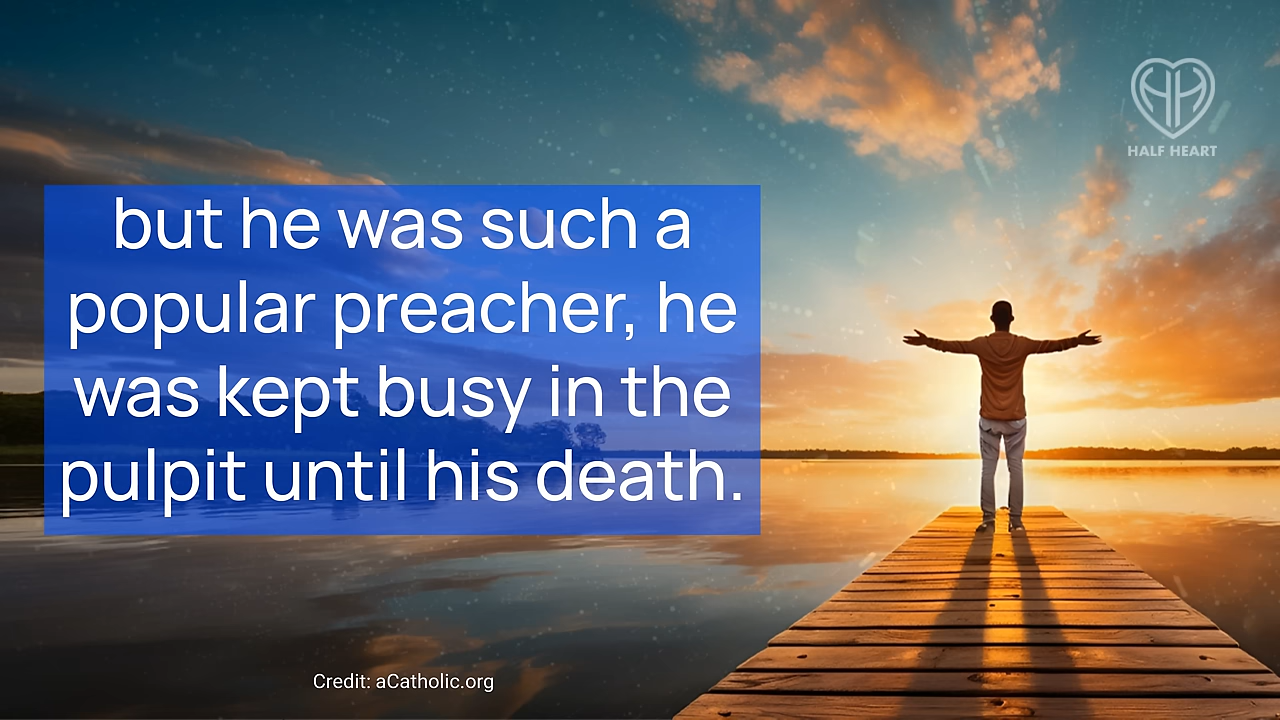 HALF HEART
but he was such a
popular preacher, he
was kept busy in the
pulpit until his death.
Credit: aCatholic.org